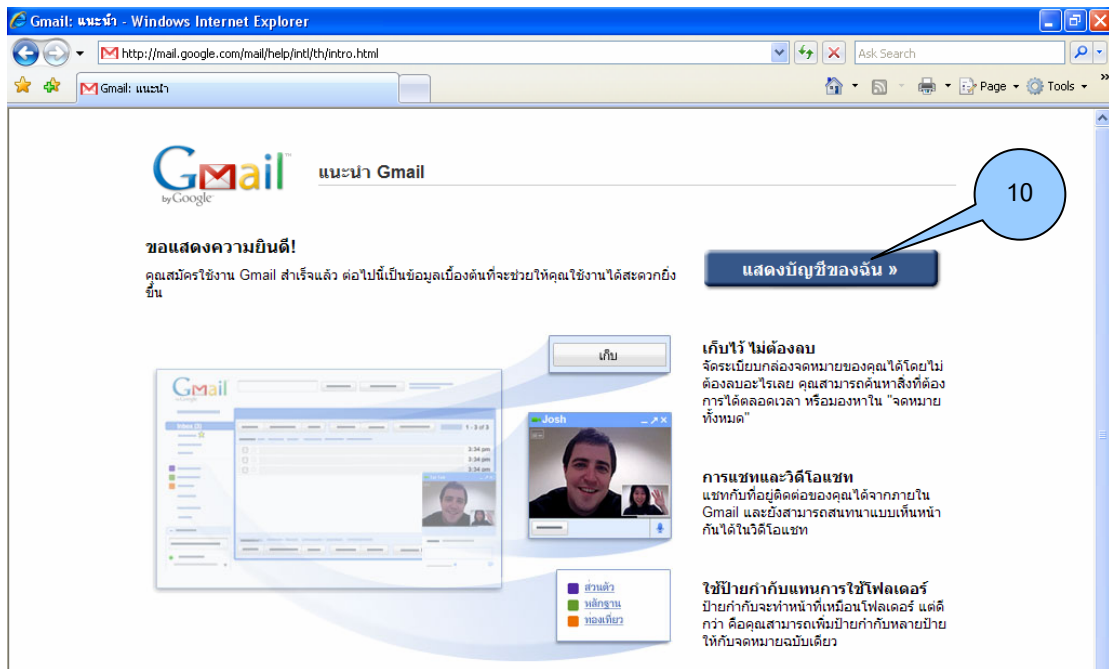 Gmail: แนะนำ - Windows Internet Explorer
http://mail.google.com/mail/help/intl/th/intro.html
Ask Search
Gmail: แนะนำ
Page
Tools
»
Gmail™
by Google
แนะนำ Gmail
10
ขอแสดงความยินดี!
คุณสมัครใช้งาน Gmail สำเร็จแล้ว ต่อไปนี้เป็นข้อมูลเบื้องต้นที่จะช่วยให้คุณใช้งานได้สะดวกยิ่ง
ขึ้น
แสดงบัญชีของฉัน »
เก็บ
เก็บไว้ ไม่ต้องลบ
จัดระเบียบกล่องจดหมายของคุณได้โดยไม่
ต้องลบอะไรเลย คุณสามารถค้นหาสิ่งที่ต้อง
การได้ตลอดเวลา หรือมองหาใน "จดหมาย
ทั้งหมด"
Gmail
Inbox (3)
1 - 3 of 3
3:34 pm
3:34 pm
3:34 pm
Josh
การแชทและวิดีโอแชท
แชทกับที่อยู่ติดต่อของคุณได้จากภายใน
Gmail และยังสามารถสนทนาแบบเห็นหน้า
กันได้ในวิดีโอแชท
ส่วนตัว
หลักฐาน
ท่องเที่ยว
ใช้ป้ายกำกับแทนการใช้โฟลเดอร์
ป้ายกำกับจะทำหน้าที่เหมือนโฟลเดอร์ แต่ดี
กว่า คือคุณสามารถเพิ่มป้ายกำกับหลายป้าย
ให้กับจดหมายฉบับเดียว